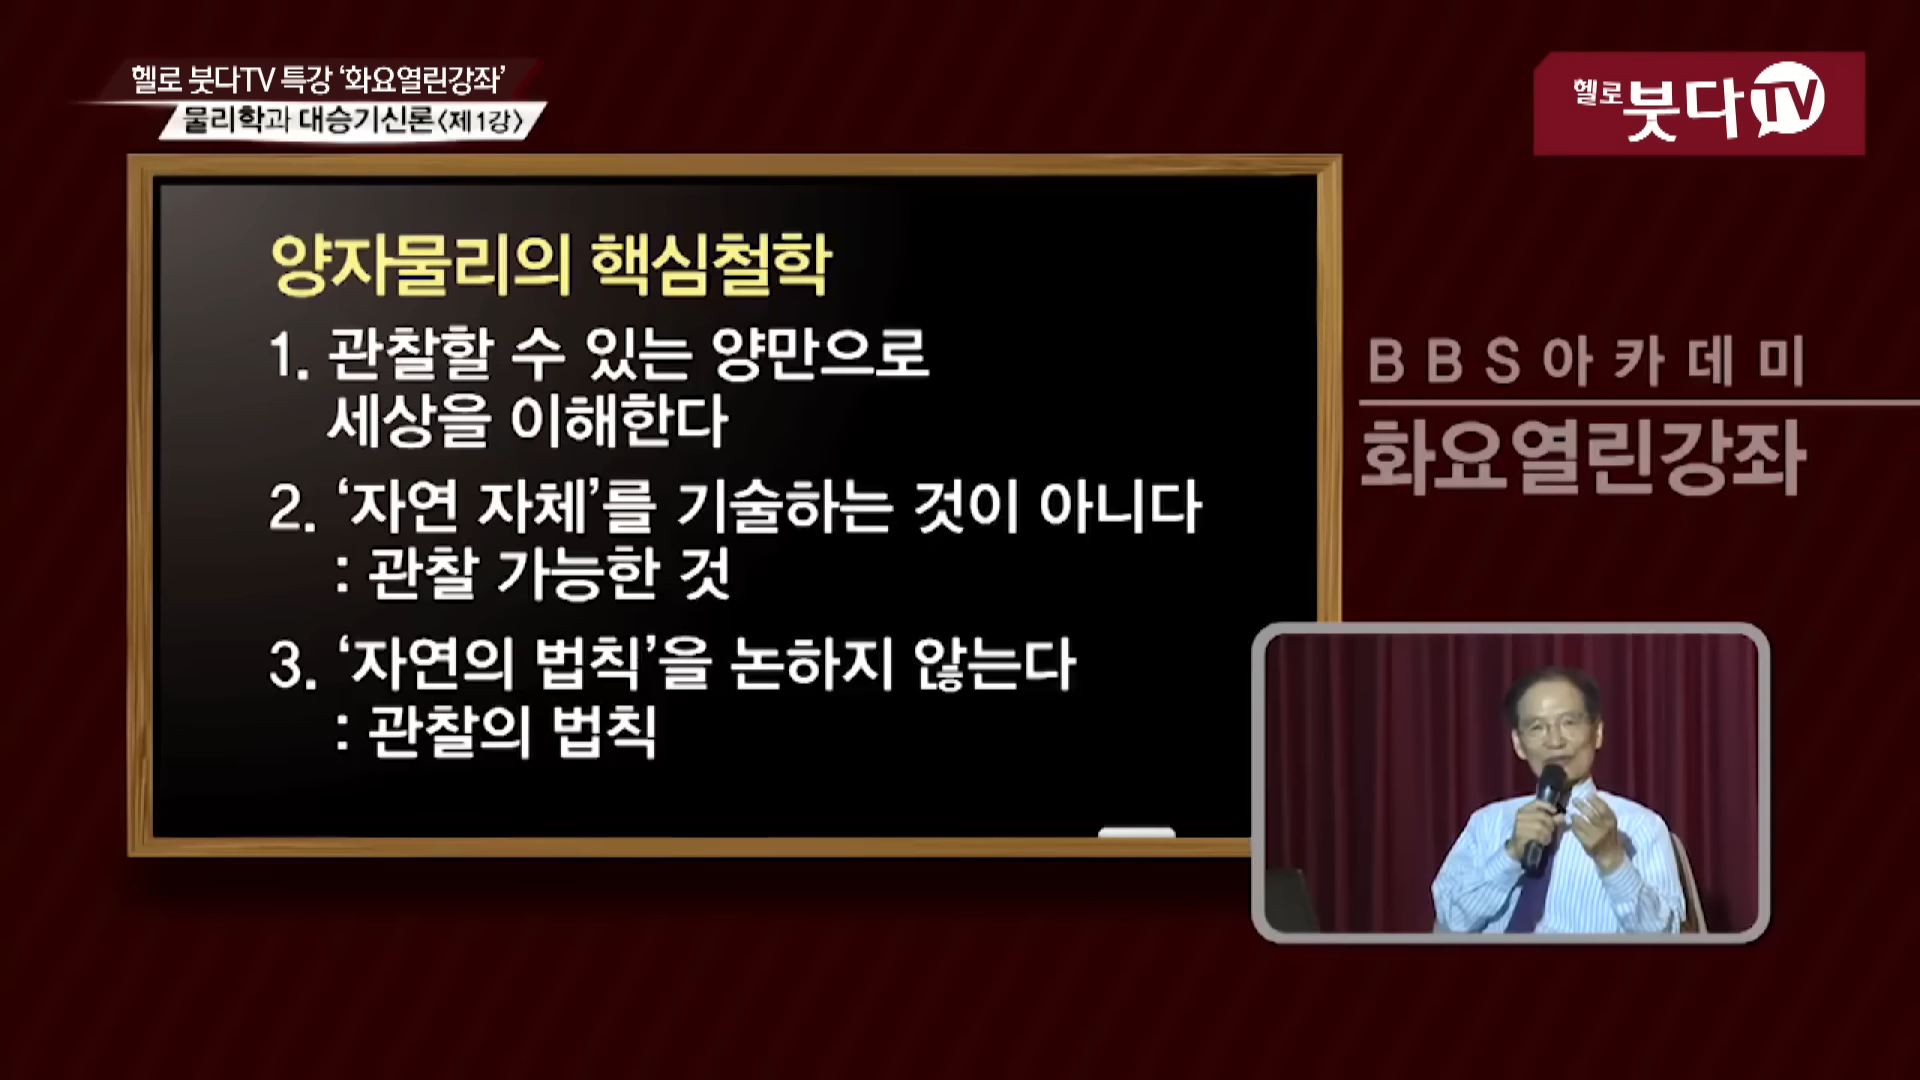 헬로 붓다TV 특강 ‘화요열린강좌’
물리학과 대승기신론<제1강>
헬로 붓다TV
양자물리의 핵심철학
1. 관찰할 수 있는 양만으로
세상을 이해한다
2. ‘자연 자체’를 기술하는 것이 아니다
: 관찰 가능한 것
3. ‘자연의 법칙’을 논하지 않는다
: 관찰의 법칙
BBS아카데미
화요열린강좌